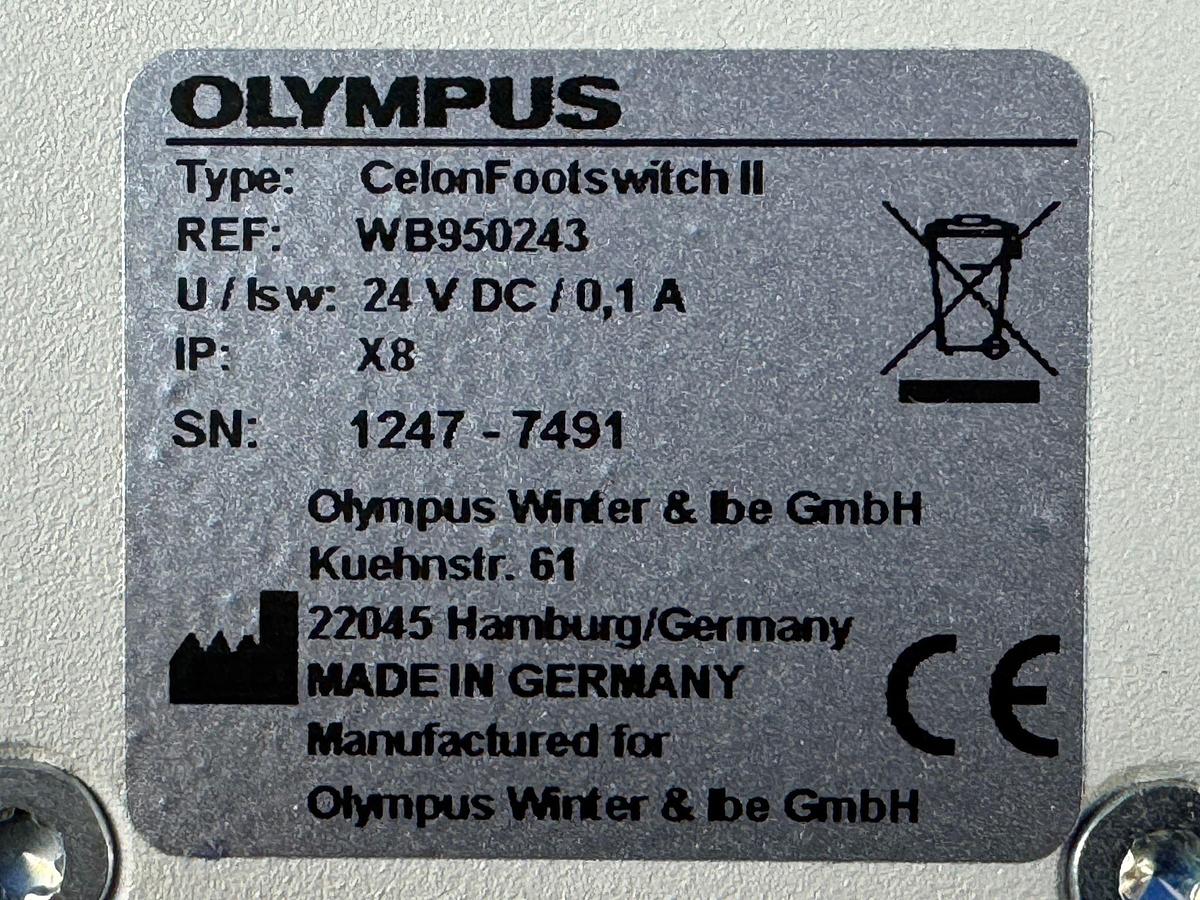 OLYMPUS
Type: CelonFootswitch II
REF: WB950243
U / Isw: 24 V DC / 0,1 A
IP: X8
SN: 1247 - 7491
Olympus Winter & Ibe GmbH
Kuehnstr. 61
22045 Hamburg/Germany
MADE IN GERMANY
Manufactured for
Olympus Winter & Ibe GmbH
CE